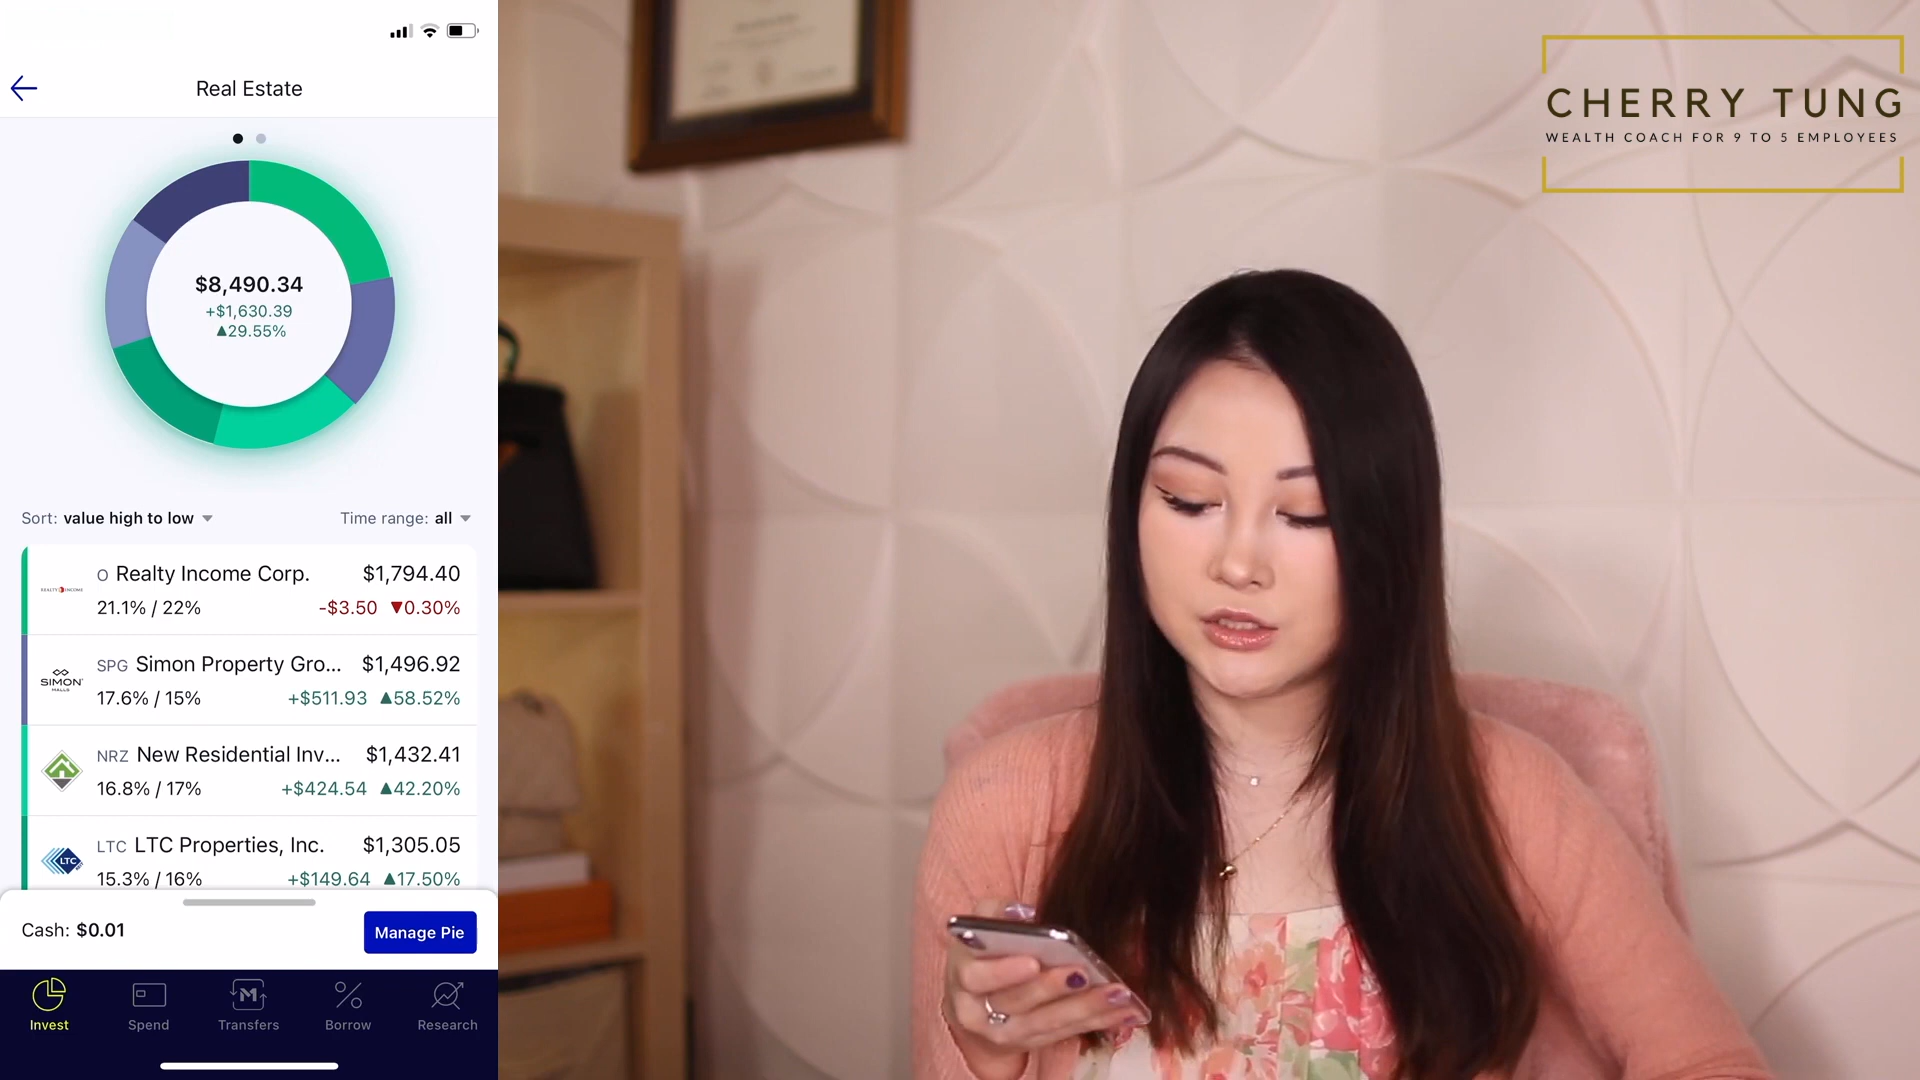 Real Estate
$8,490.34
+$1,630.39
▲29.55%
Sort: value high to low
Time range: all
O Realty Income Corp. $1,794.40
21.1% / 22% -$3.50 ▼0.30%
SPG Simon Property Gro... $1,496.92
17.6% / 15% +$511.93 ▲58.52%
SIMON
NRZ New Residential Inv... $1,432.41
16.8% / 17% +$424.54 ▲42.20%
LTC LTC Properties, Inc. $1,305.05
15.3% / 16% +$149.64 ▲17.50%
LTC
Cash: $0.01
Manage Pie
Invest
Spend
Transfers
Borrow
Research
CHERRY TUNG
WEALTH COACH FOR 9 TO 5 EMPLOYEES